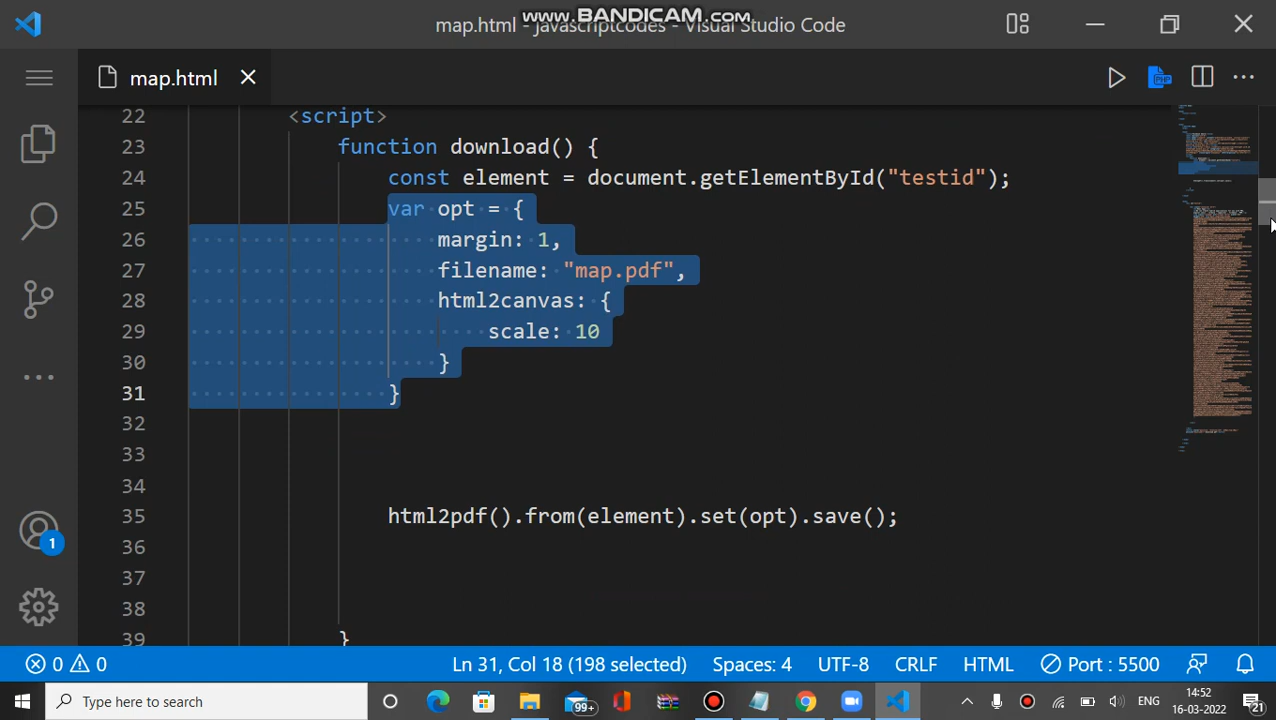 www.BANDICAM.com
map.html - javascriptcodes - Visual Studio Code
map.html
PHP
22 <script>
23 function download() {
24 const element = document.getElementById("testid");
25 var opt = {
26 margin: 1,
27 filename: "map.pdf",
28 html2canvas: {
29 scale: 10
30 }
31 }
32
33
34
35 html2pdf().from(element).set(opt).save();
36
37
38
39 }
1
0 0 Ln 31, Col 18 (198 selected) Spaces: 4 UTF-8 CRLF HTML Port : 5500
Type here to search 99+ ENG 14:52
16-03-2022 21